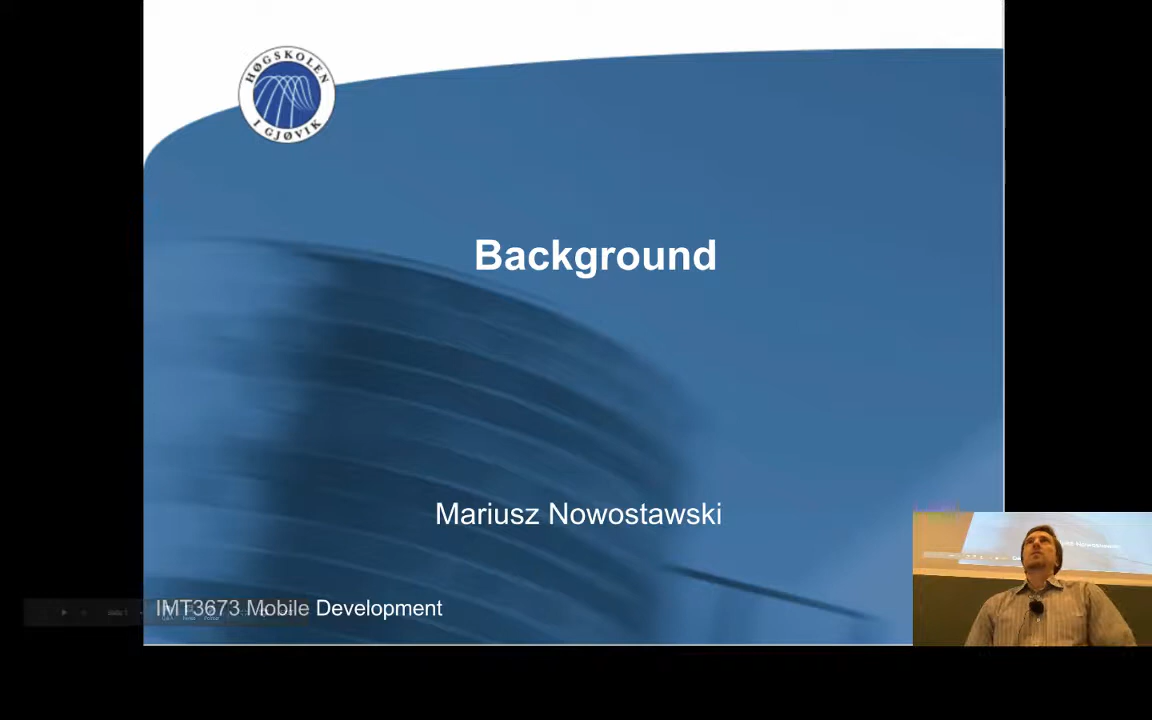 HØGSKOLEN
I GJØVIK
Background
Mariusz Nowostawski
IMT3673 Mobile Development